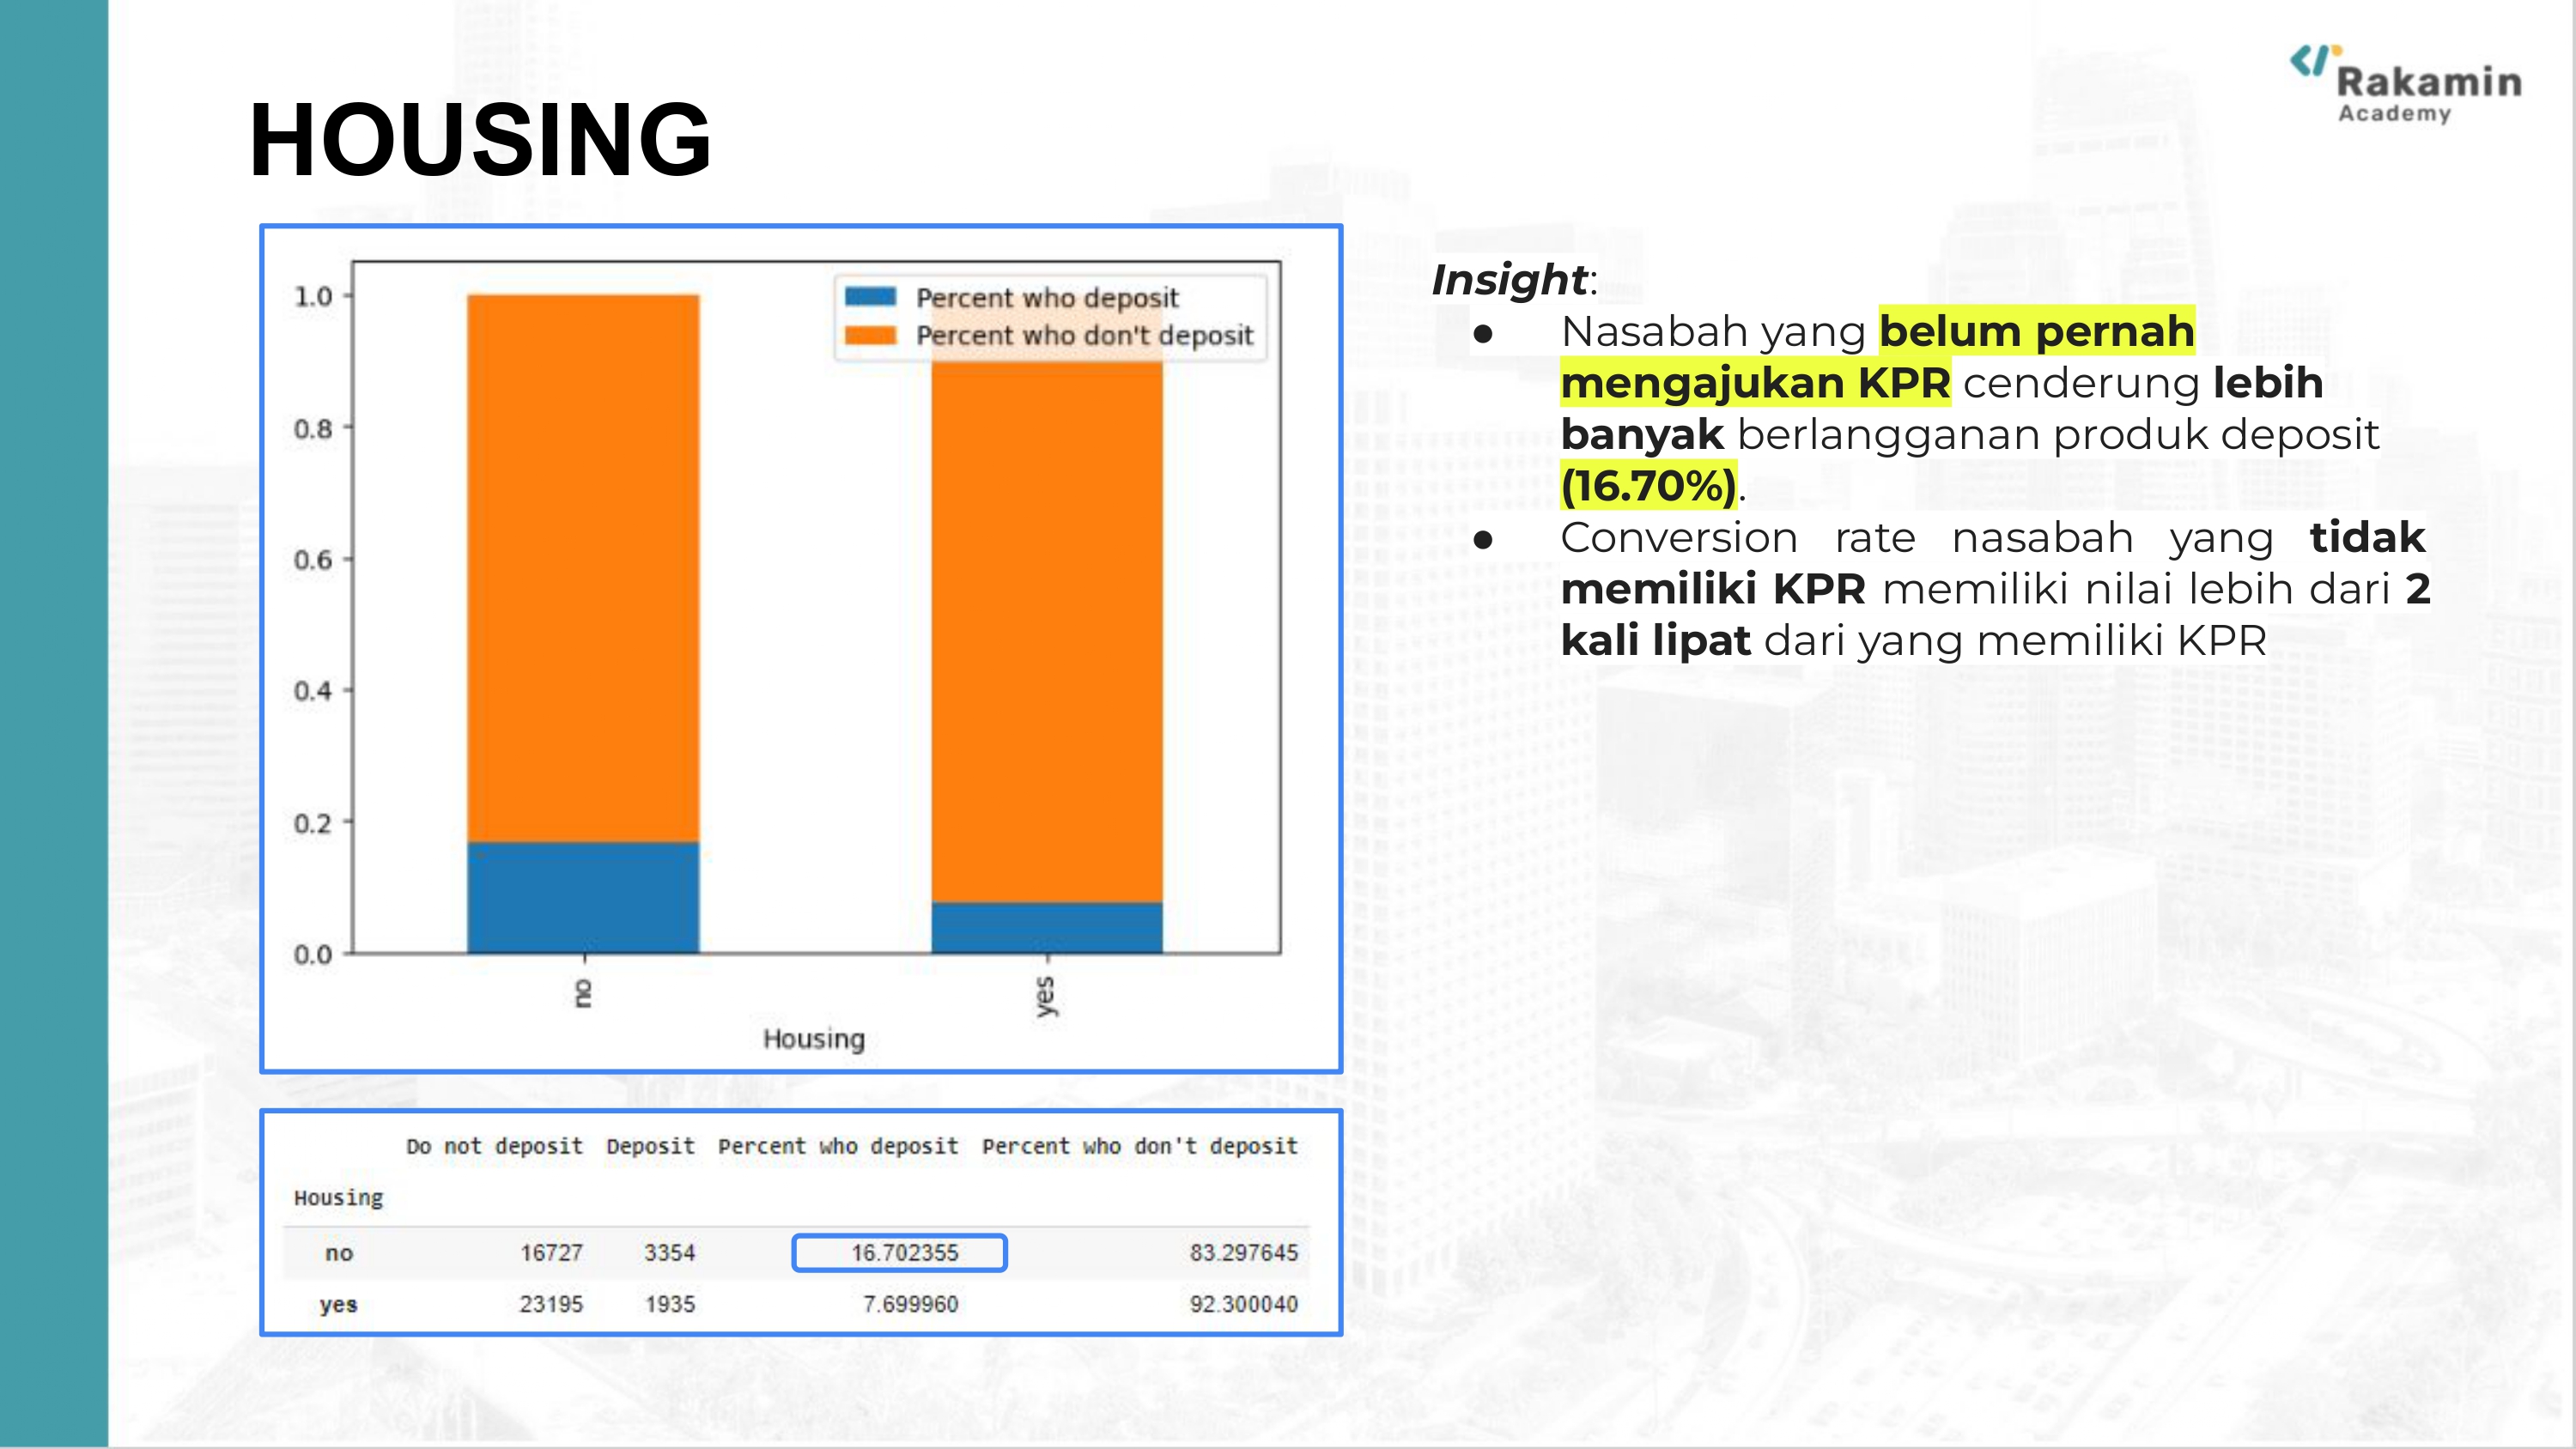 Rakamin
Academy
HOUSING
1.0
0.8
0.6
0.4
0.2
0.0
Percent who deposit
Percent who don't deposit
no
yes
Housing
Insight:
● Nasabah yang belum pernah
mengajukan KPR cenderung lebih
banyak berlangganan produk deposit
(16.70%).
● Conversion rate nasabah yang tidak
memiliki KPR memiliki nilai lebih dari 2
kali lipat dari yang memiliki KPR
Do not deposit Deposit Percent who deposit Percent who don't deposit
Housing
no 16727 3354 16.702355 83.297645
yes 23195 1935 7.699960 92.300040